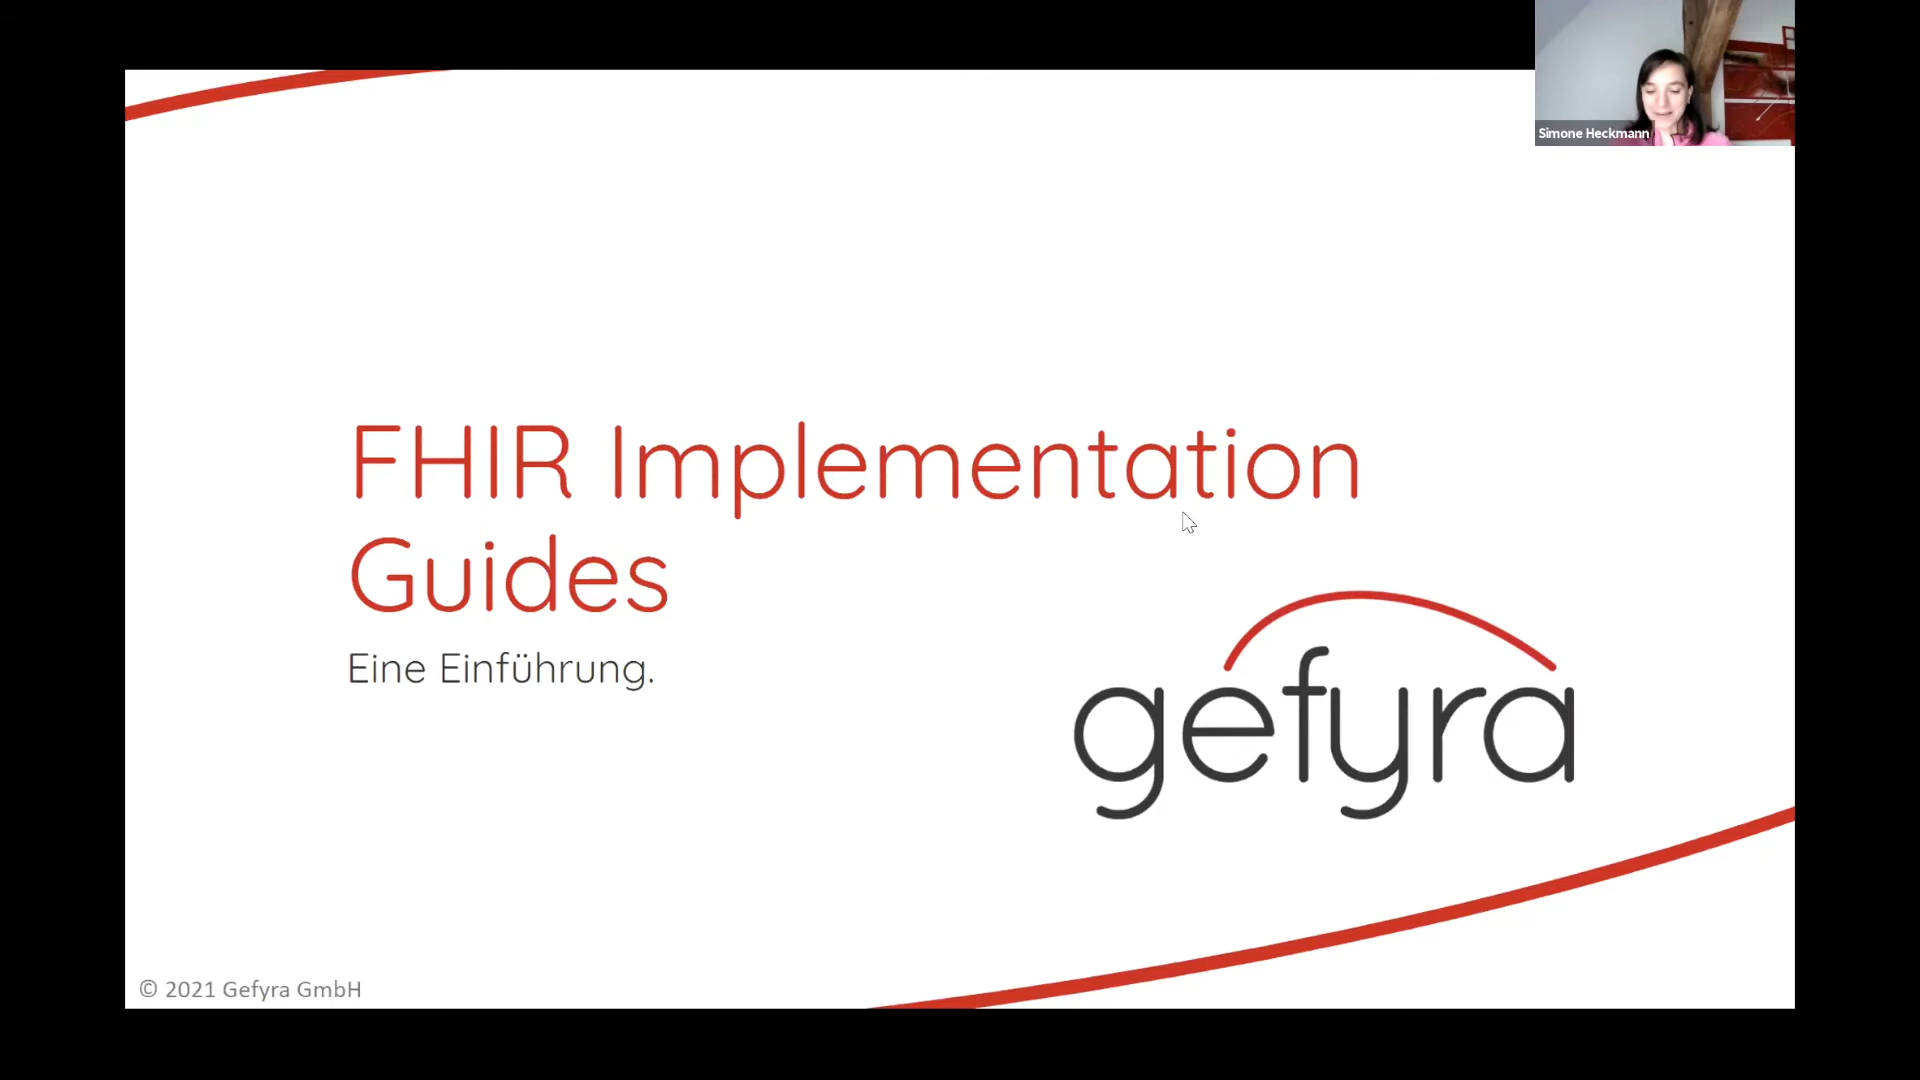 Simone Heckmann
FHIR Implementation
Guides
Eine Einführung.
gefyra
© 2021 Gefyra GmbH